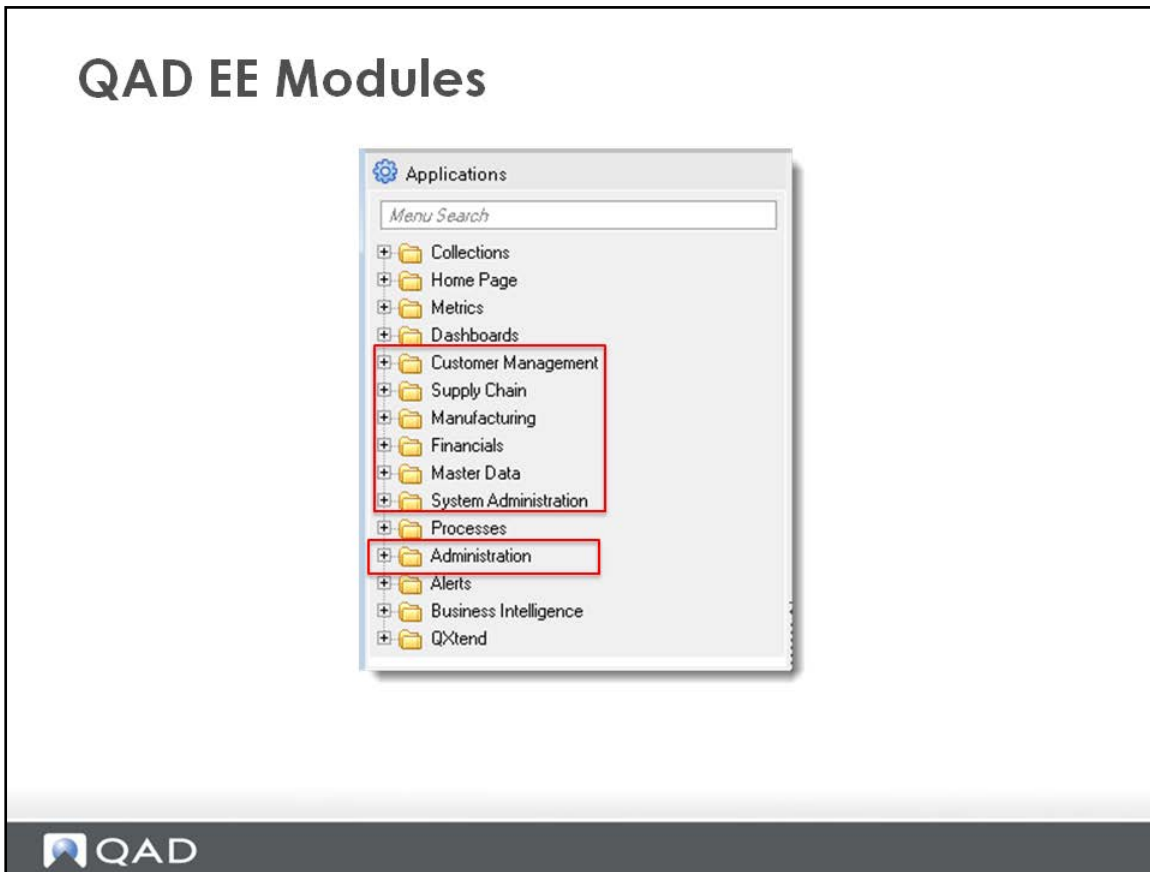 QAD EE Modules
Applications
Menu Search
Collections
Home Page
Metrics
Dashboards
Customer Management
Supply Chain
Manufacturing
Financials
Master Data
System Administration
Processes
Administration
Alerts
Business Intelligence
QXtend
QAD